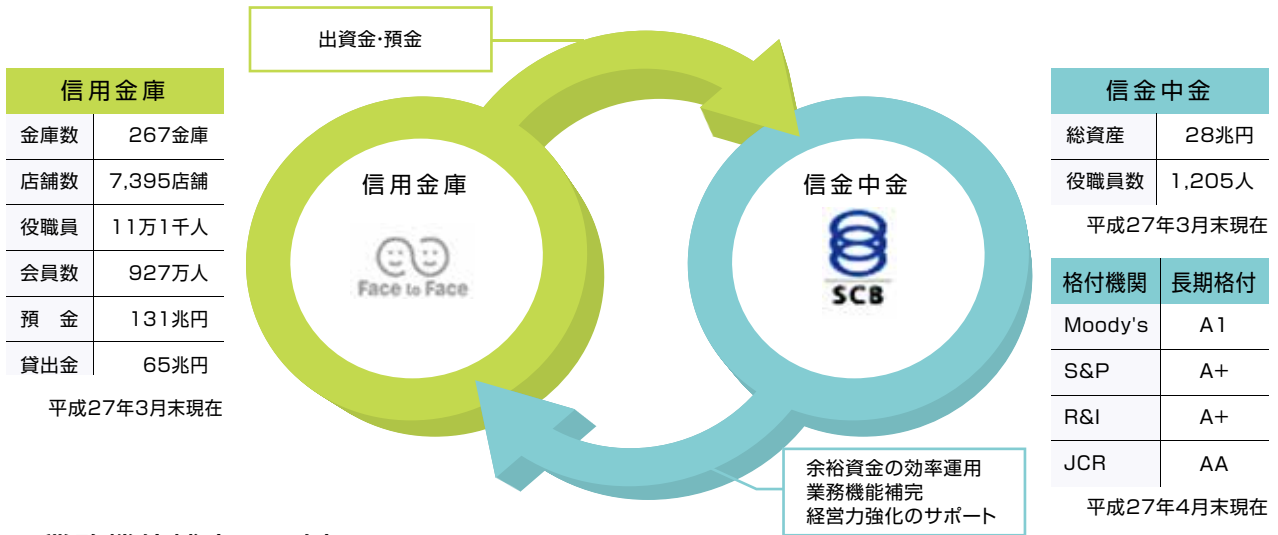 出資金・預金
信用金庫
金庫数 267金庫
店舗数 7,395店舗
役職員 11万1千人
会員数 927万人
預 金 131兆円
貸出金 65兆円
平成27年3月末現在
信用金庫
Face to Face
信金中金
SCB
余裕資金の効率運用
業務機能補完
経営力強化のサポート
信金中金
総資産 28兆円
役職員数 1,205人
平成27年3月末現在
格付機関 長期格付
Moody's A1
S&P A+
R&I A+
JCR AA
平成27年4月末現在